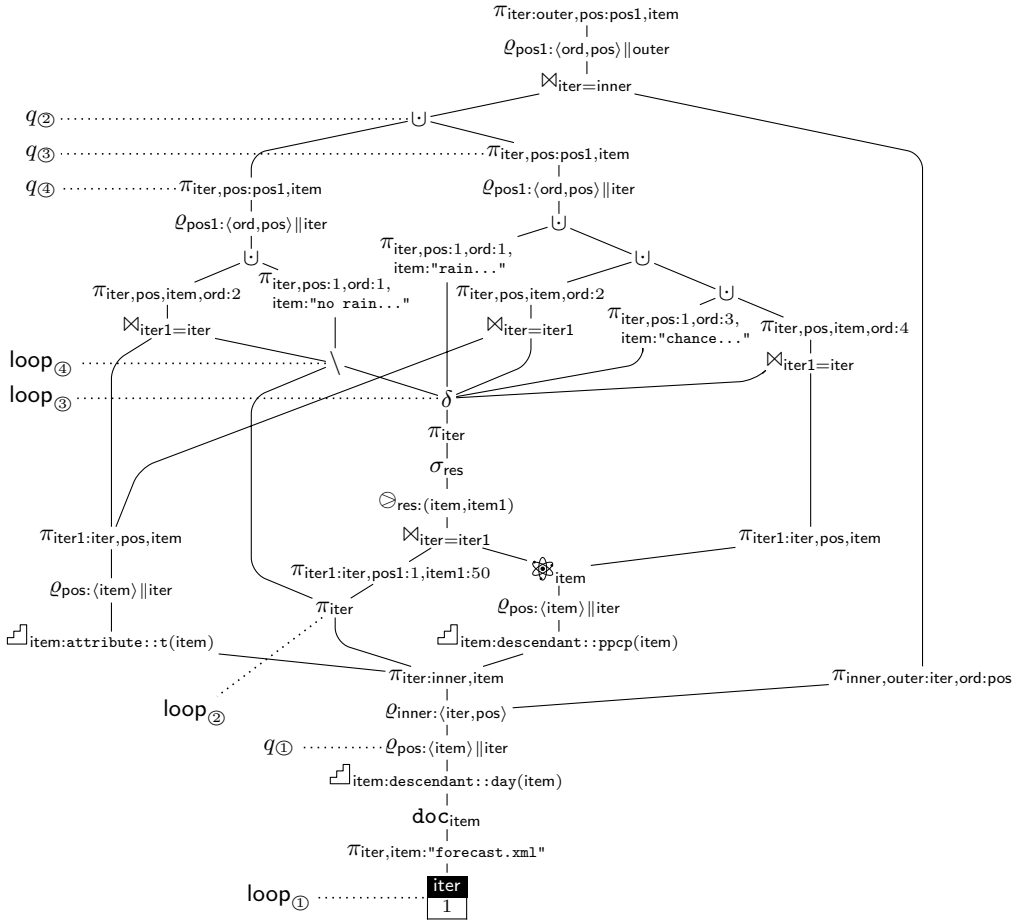 π iter:outer,pos:pos1,item
ϱ pos1:⟨ord,pos⟩∥outer
⋈ iter=inner
q②
∪·
q③
π iter,pos:pos1,item
q④
π iter,pos:pos1,item
ϱ pos1:⟨ord,pos⟩∥iter
ϱ pos1:⟨ord,pos⟩∥iter
∪·
π iter,pos:1,ord:1,
item:"rain..."
∪·
∪·
π iter,pos:1,ord:1,
item:"no rain..."
π iter,pos,item,ord:2
π iter,pos,item,ord:2
∪·
π iter,pos:1,ord:3,
item:"chance..."
π iter,pos,item,ord:4
⋈ iter1=iter
⋈ iter=iter1
⋈ iter1=iter
loop④
\
loop③
δ
π iter
σ res
res:(item,item1)
π iter1:iter,pos,item
⋈ iter=iter1
π iter1:iter,pos,item
π iter1:iter,pos1:1,item1:50
item
ϱ pos:⟨item⟩∥iter
π iter
ϱ pos:⟨item⟩∥iter
item:attribute::t(item)
item:descendant::ppcp(item)
π iter:inner,item
π inner,outer:iter,ord:pos
loop②
ϱ inner:⟨iter,pos⟩
q①
ϱ pos:⟨item⟩∥iter
item:descendant::day(item)
doc item
π iter,item:"forecast.xml"
loop①
iter
1